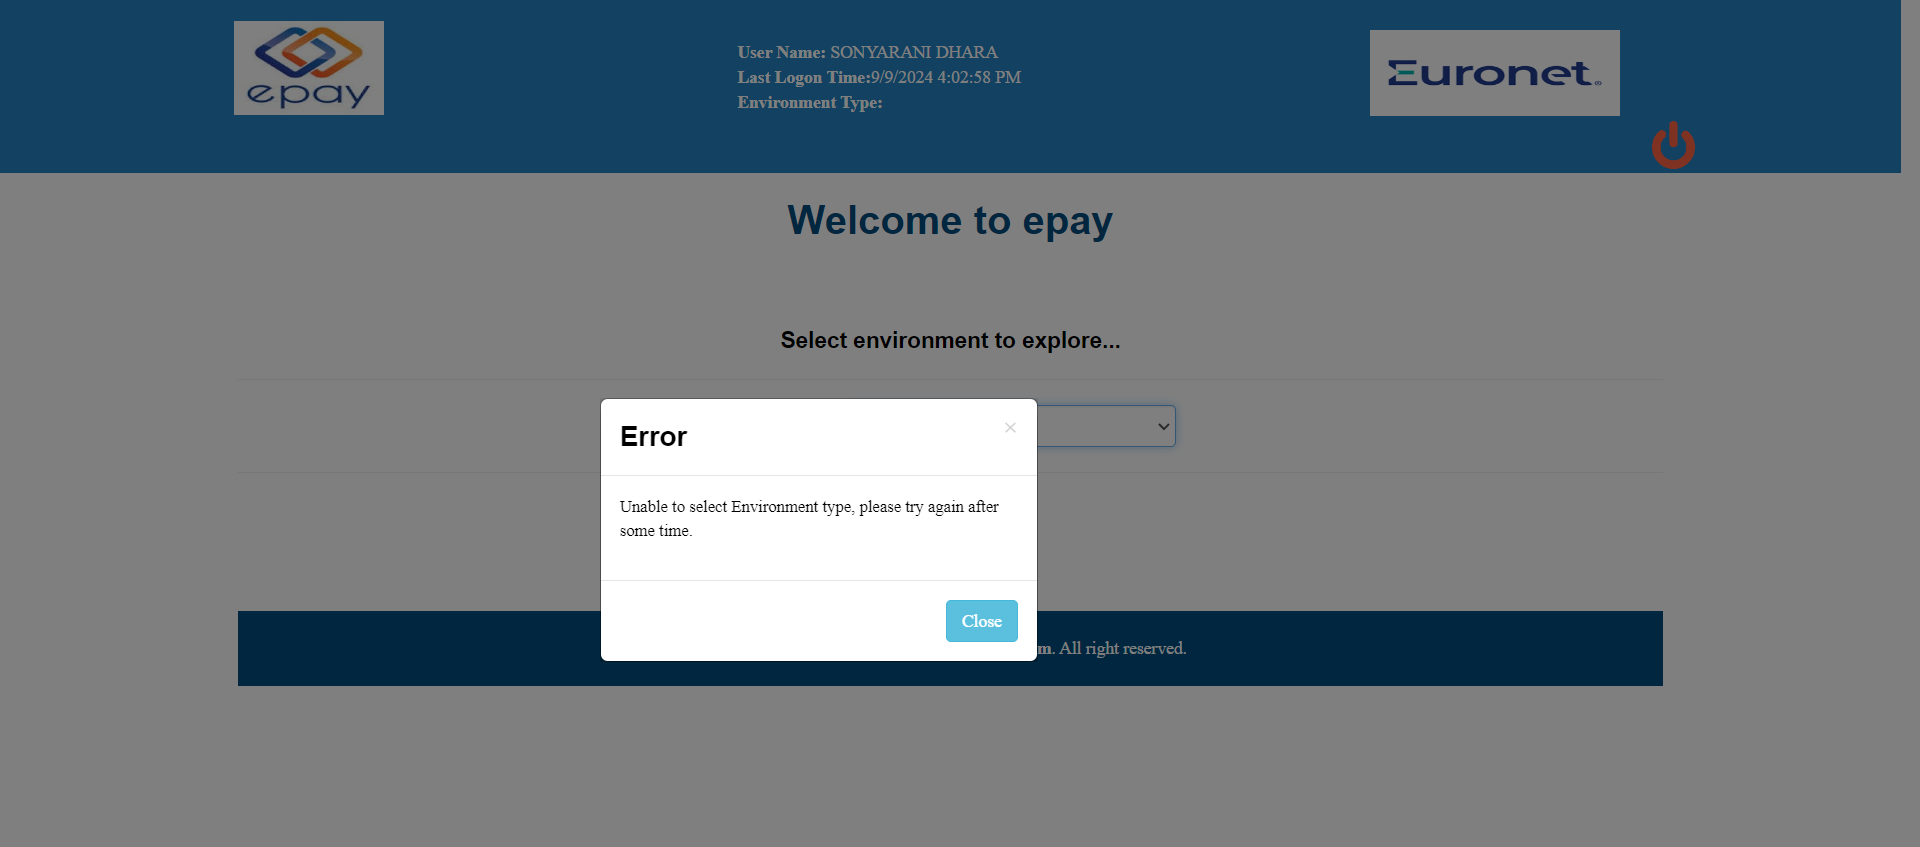 epay
User Name: SONYARANI DHARA
Last Logon Time:9/9/2024 4:02:58 PM
Environment Type:
Euronet
Welcome to epay
Select environment to explore...
Error
×
Unable to select Environment type, please try again after
some time.
Close
m. All right reserved.